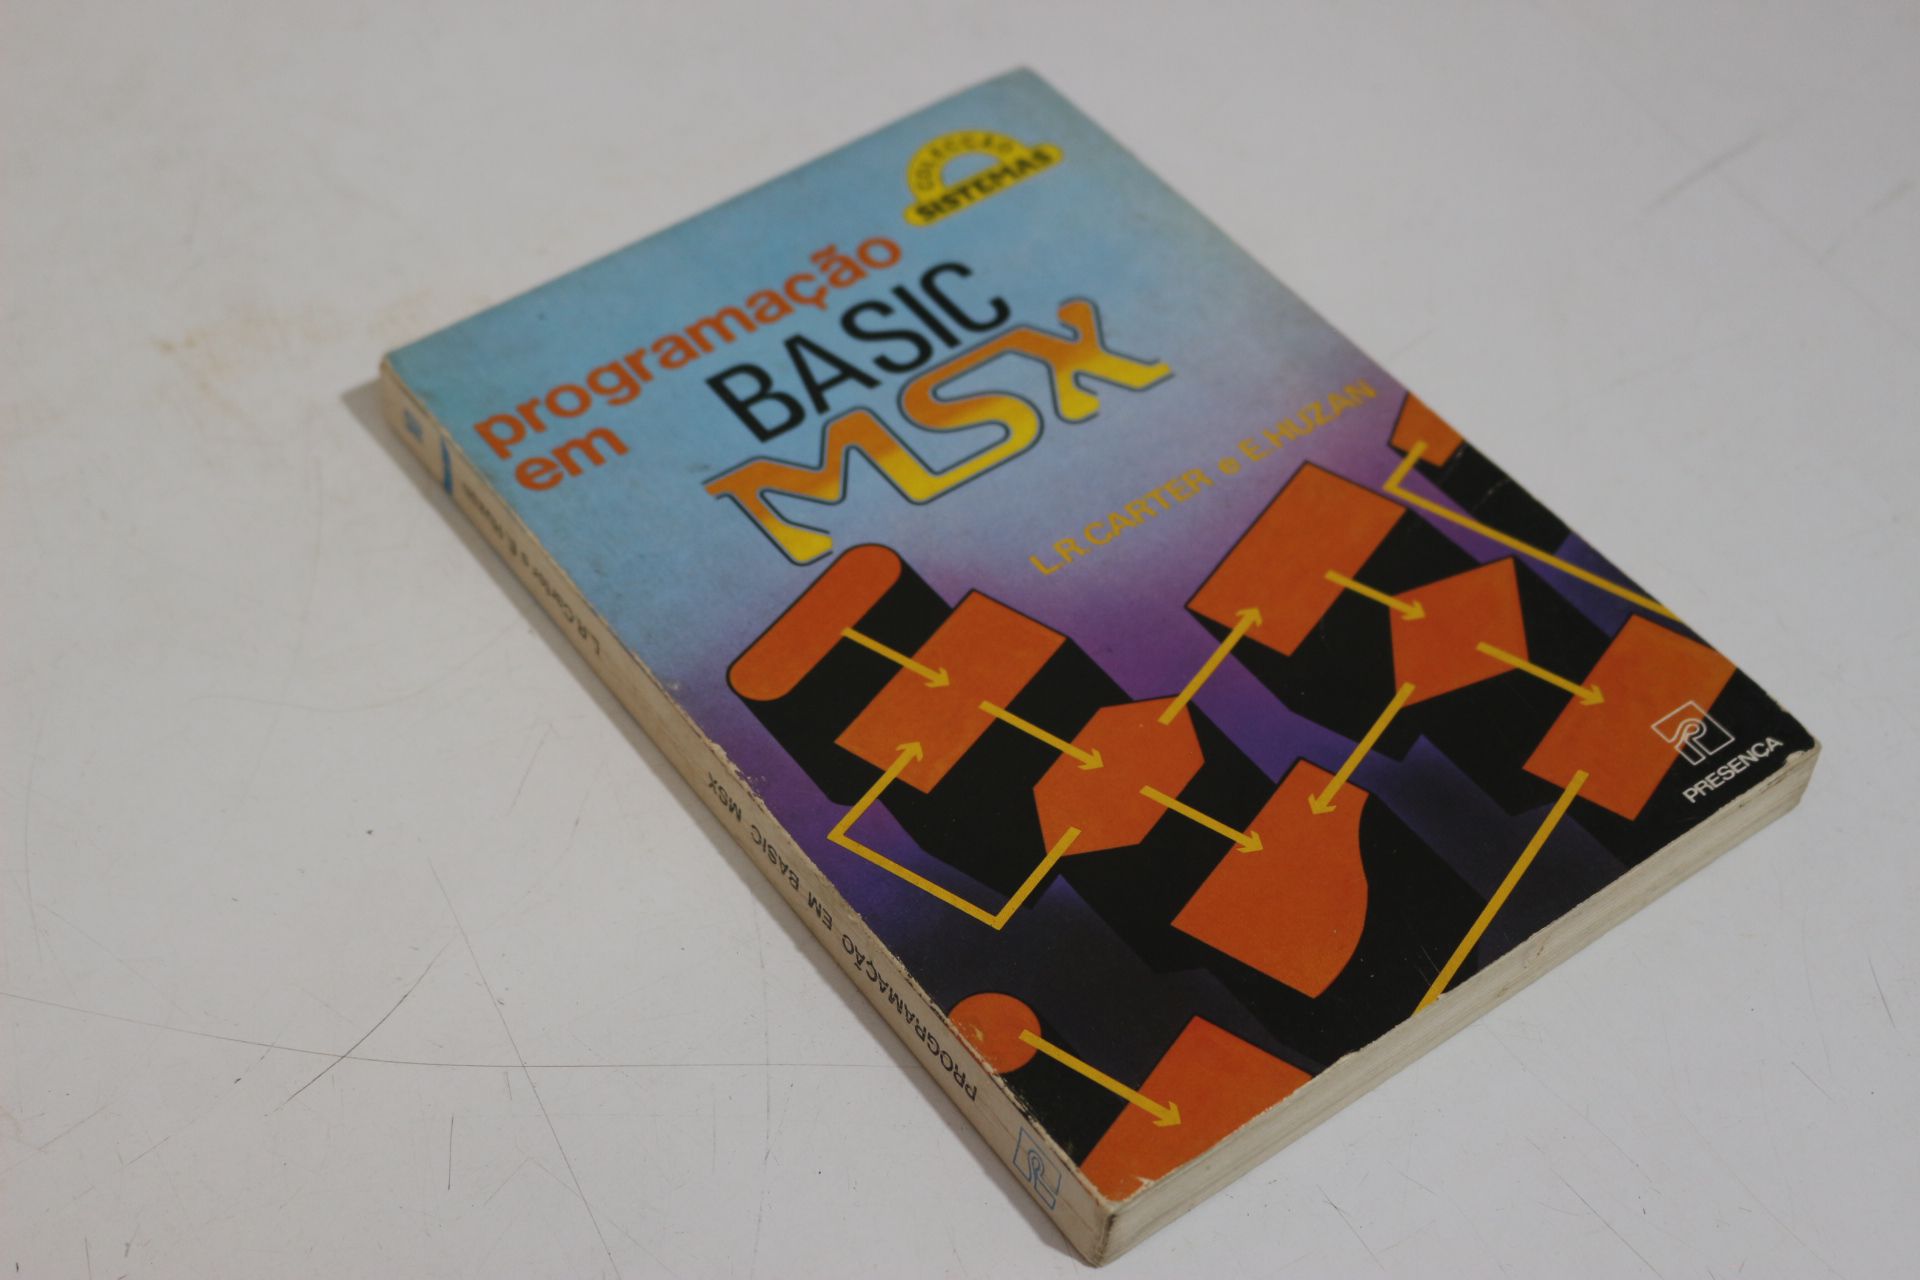 COLECÇÃO
SISTEMAS
programação
em BASIC
MSX
L.R.CARTER e E.HUZAN
PRESENÇA
L.R.Carter e E.Huzan
PROGRAMAÇÃO EM BASIC MSX